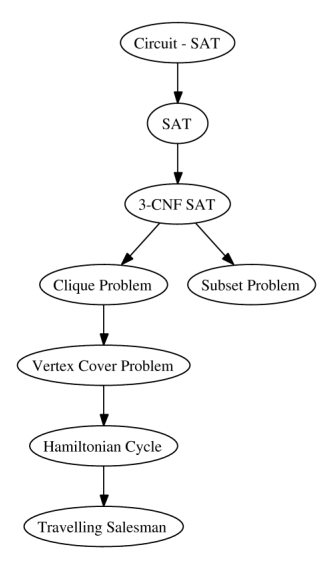 Circuit - SAT
SAT
3-CNF SAT
Clique Problem
Subset Problem
Vertex Cover Problem
Hamiltonian Cycle
Travelling Salesman